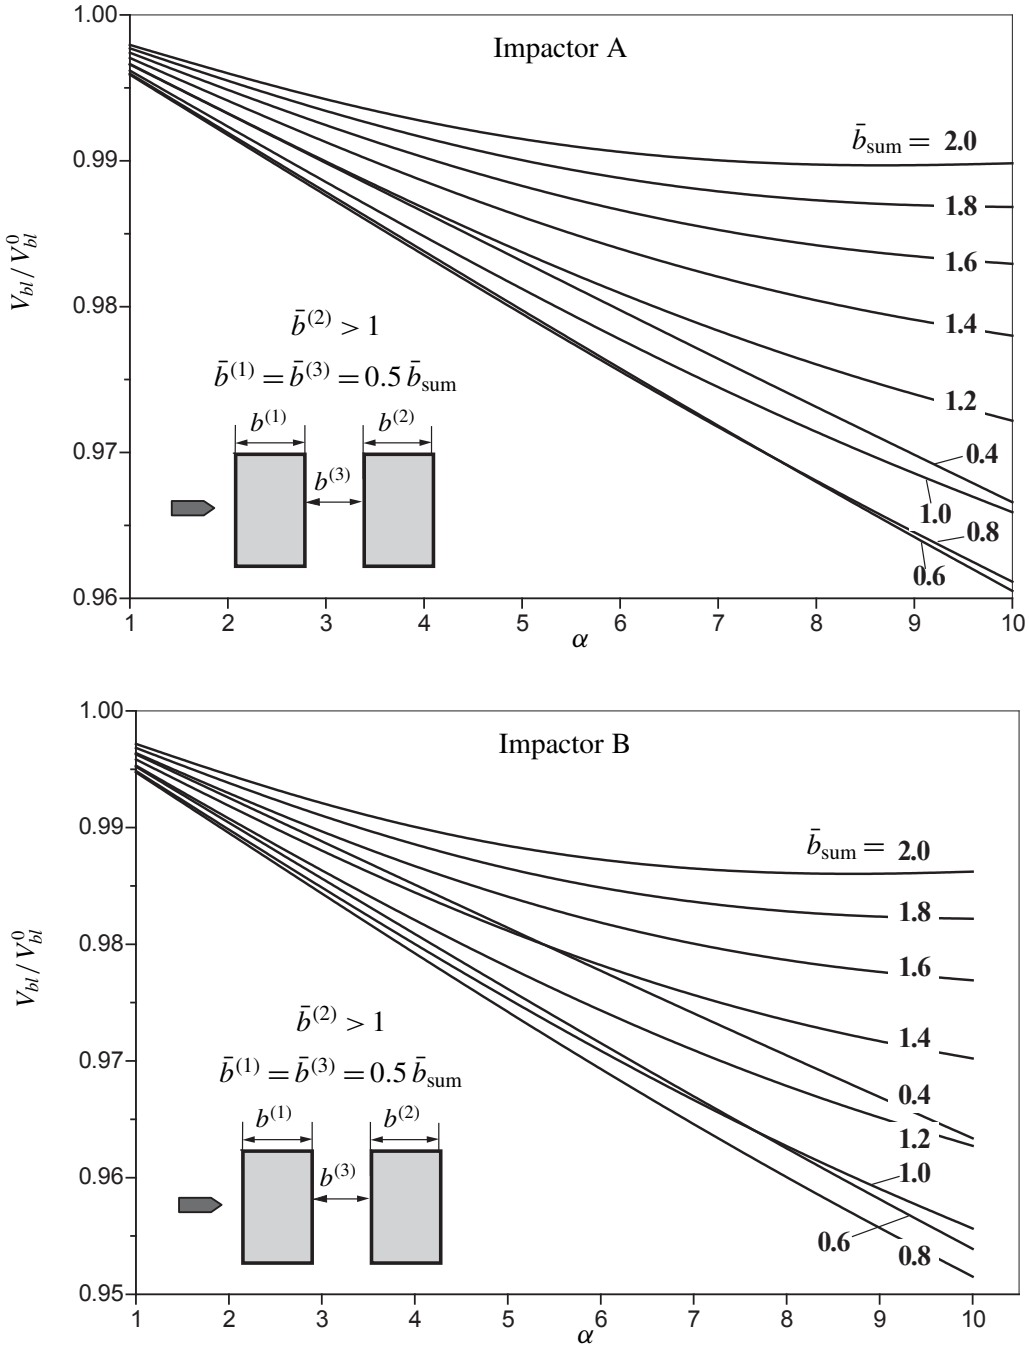 1.00
Impactor A
b̄sum = 2.0
0.99
1.8
1.6
Vbl / V⁰bl
1.4
0.98
b̄(2) > 1
b̄(1) = b̄(3) = 0.5 b̄sum
1.2
b(1) b(2)
0.97
0.4
b(3)
1.0
0.8
0.6
0.96
1 2 3 4 5 6 7 8 9 10
α
1.00
Impactor B
0.99
b̄sum = 2.0
1.8
0.98
1.6
Vbl / V⁰bl
b̄(2) > 1
1.4
0.97
b̄(1) = b̄(3) = 0.5 b̄sum
0.4
b(1) b(2)
1.2
b(3)
1.0
0.96
0.6
0.8
0.95
1 2 3 4 5 6 7 8 9 10
α